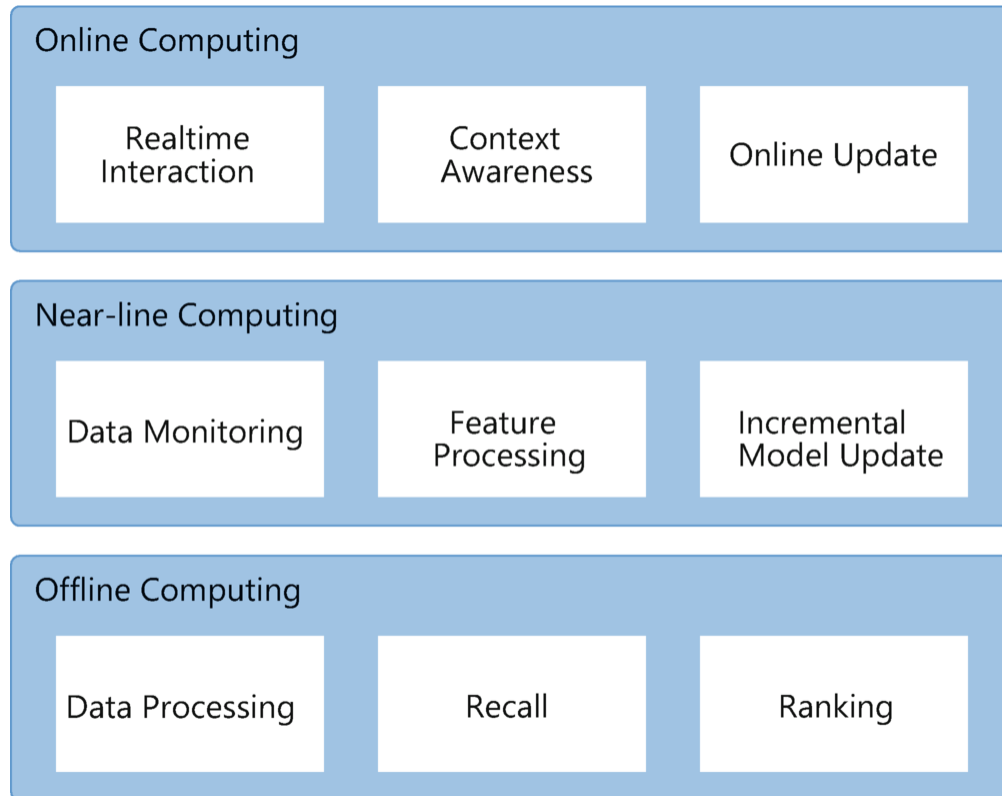 Online Computing
Realtime
Interaction
Context
Awareness
Online Update
Near-line Computing
Data Monitoring
Feature
Processing
Incremental
Model Update
Offline Computing
Data Processing
Recall
Ranking